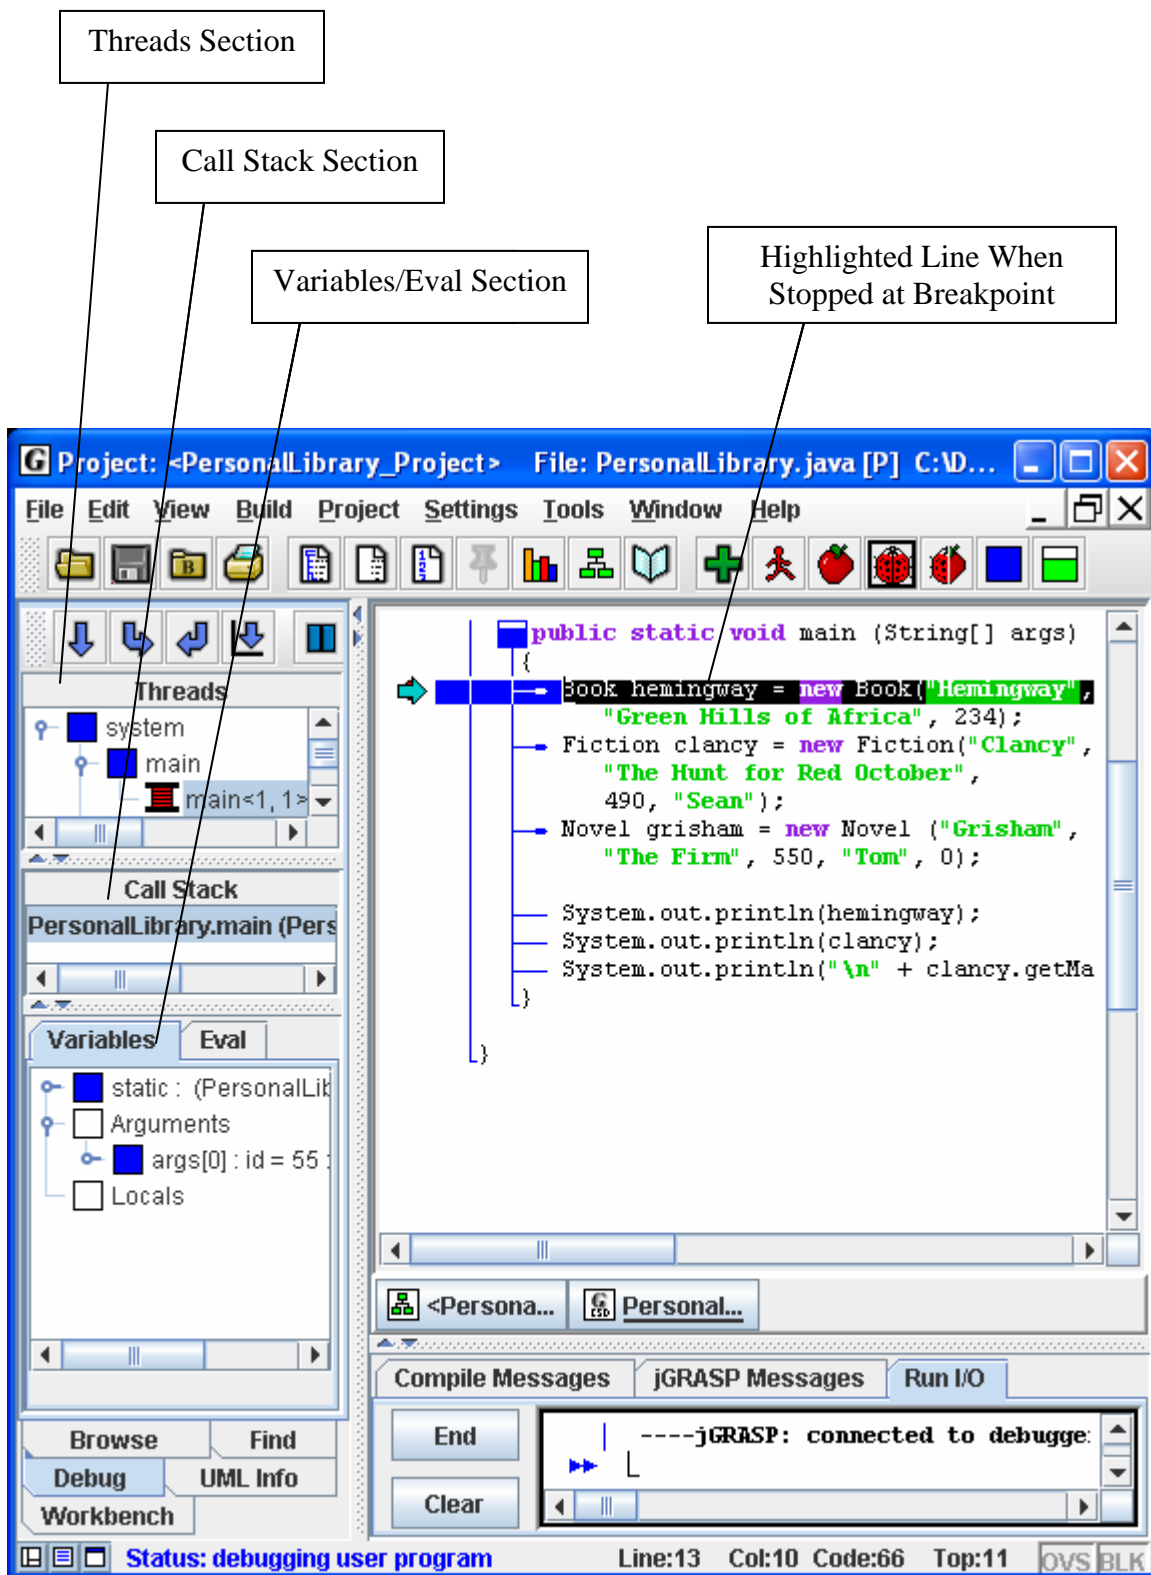 Threads Section
Call Stack Section
Variables/Eval Section
Highlighted Line When
Stopped at Breakpoint
G Project: <PersonalLibrary_Project> File: PersonalLibrary.java [P] C:\D...
File Edit View Build Project Settings Tools Window Help
B
Threads
system
main
main<1, 1>
Call Stack
PersonalLibrary.main (Pers
Variables Eval
static : (PersonalLib
Arguments
args[0] : id = 55 :
Locals
Browse Find
Debug UML Info
Workbench
public static void main (String[] args)
{
Book hemingway = new Book("Hemingway",
"Green Hills of Africa", 234);
Fiction clancy = new Fiction("Clancy",
"The Hunt for Red October",
490, "Sean");
Novel grisham = new Novel ("Grisham",
"The Firm", 550, "Tom", 0);
System.out.println(hemingway);
System.out.println(clancy);
System.out.println("\n" + clancy.getMa
}
}
<Persona... G CSD Personal...
Compile Messages jGRASP Messages Run I/O
End
Clear
----jGRASP: connected to debugge
Status: debugging user program Line:13 Col:10 Code:66 Top:11 OVS BLK